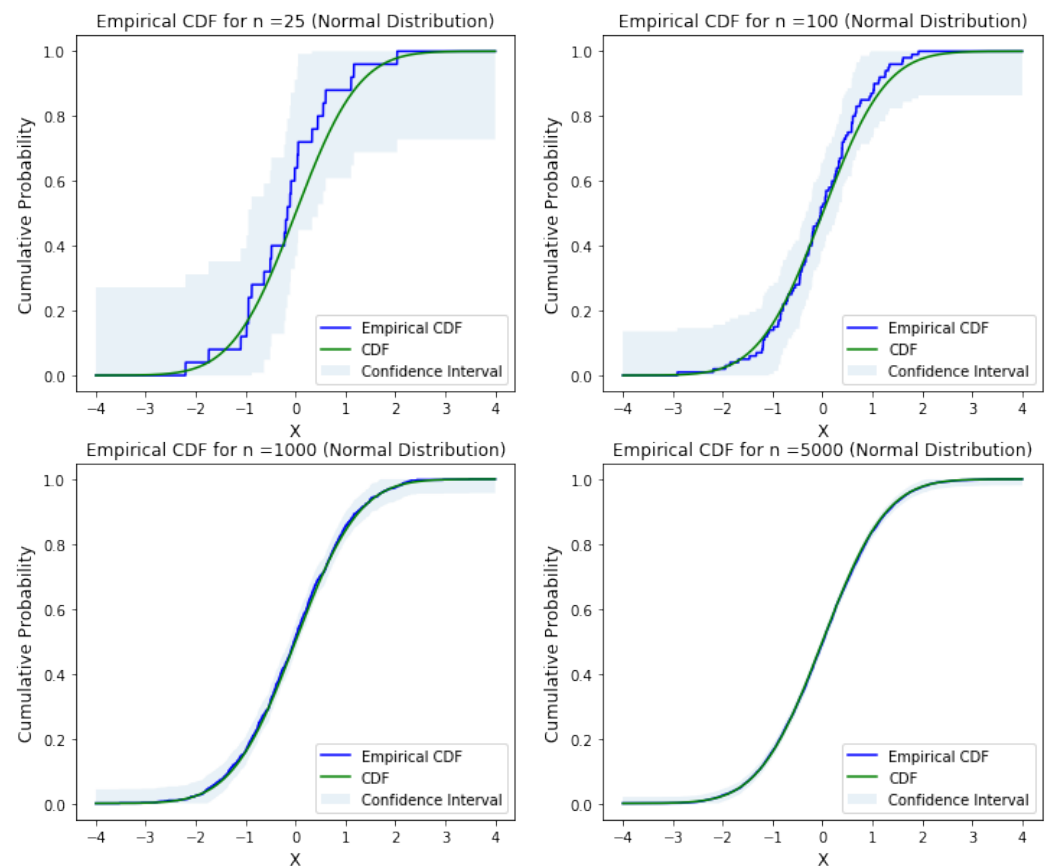 Empirical CDF for n =25 (Normal Distribution)
Cumulative Probability
1.0
0.8
0.6
0.4
0.2
0.0
Empirical CDF
CDF
Confidence Interval
−4 −3 −2 −1 0 1 2 3 4
X
Empirical CDF for n =100 (Normal Distribution)
Cumulative Probability
1.0
0.8
0.6
0.4
0.2
0.0
Empirical CDF
CDF
Confidence Interval
−4 −3 −2 −1 0 1 2 3 4
X
Empirical CDF for n =1000 (Normal Distribution)
Cumulative Probability
1.0
0.8
0.6
0.4
0.2
0.0
Empirical CDF
CDF
Confidence Interval
−4 −3 −2 −1 0 1 2 3 4
X
Empirical CDF for n =5000 (Normal Distribution)
Cumulative Probability
1.0
0.8
0.6
0.4
0.2
0.0
Empirical CDF
CDF
Confidence Interval
−4 −3 −2 −1 0 1 2 3 4
X